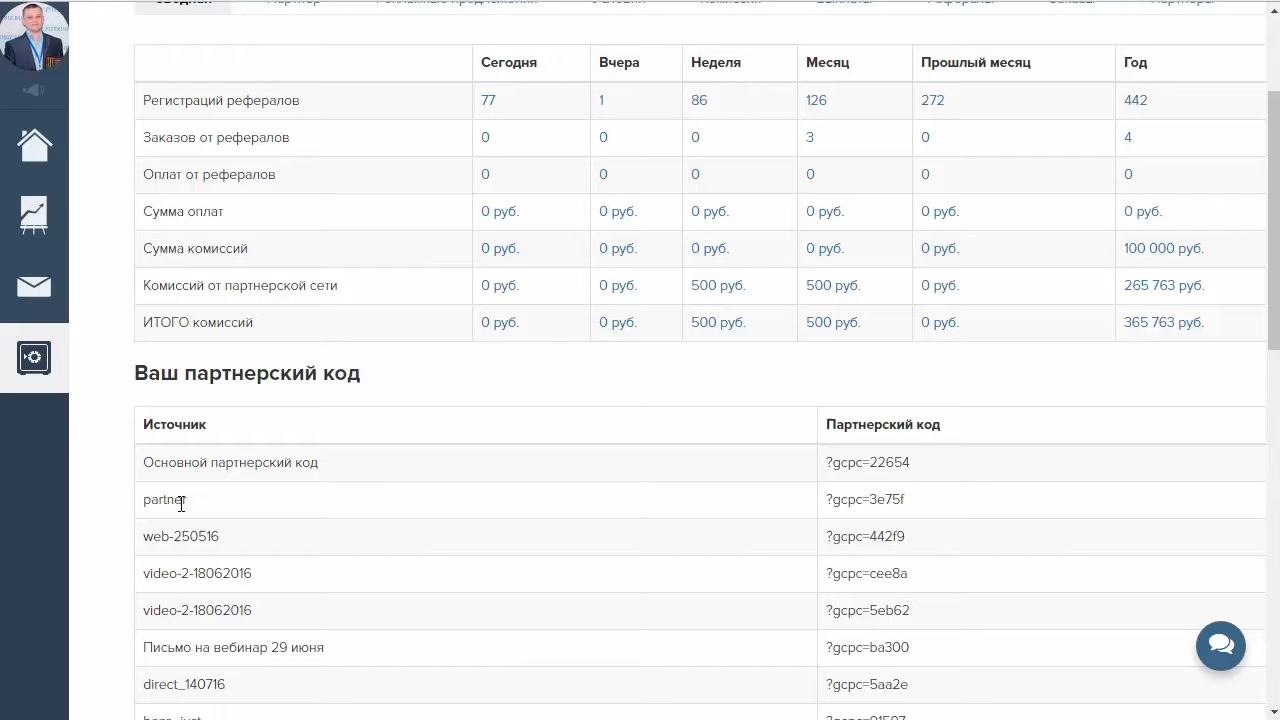 Сегодня Вчера Неделя Месяц Прошлый месяц Год
Регистраций рефералов 77 1 86 126 272 442
Заказов от рефералов 0 0 0 3 0 4
Оплат от рефералов 0 0 0 0 0 0
Сумма оплат 0 руб. 0 руб. 0 руб. 0 руб. 0 руб. 0 руб.
Сумма комиссий 0 руб. 0 руб. 0 руб. 0 руб. 0 руб. 100 000 руб.
Комиссий от партнерской сети 0 руб. 0 руб. 500 руб. 500 руб. 0 руб. 265 763 руб.
ИТОГО комиссий 0 руб. 0 руб. 500 руб. 500 руб. 0 руб. 365 763 руб.
Ваш партнерский код
Источник Партнерский код
Основной партнерский код ?gcpc=22654
partner ?gcpc=3e75f
web-250516 ?gcpc=442f9
video-2-18062016 ?gcpc=cee8a
video-2-18062016 ?gcpc=5eb62
Письмо на вебинар 29 июня ?gcpc=ba300
direct_140716 ?gcpc=5aa2e